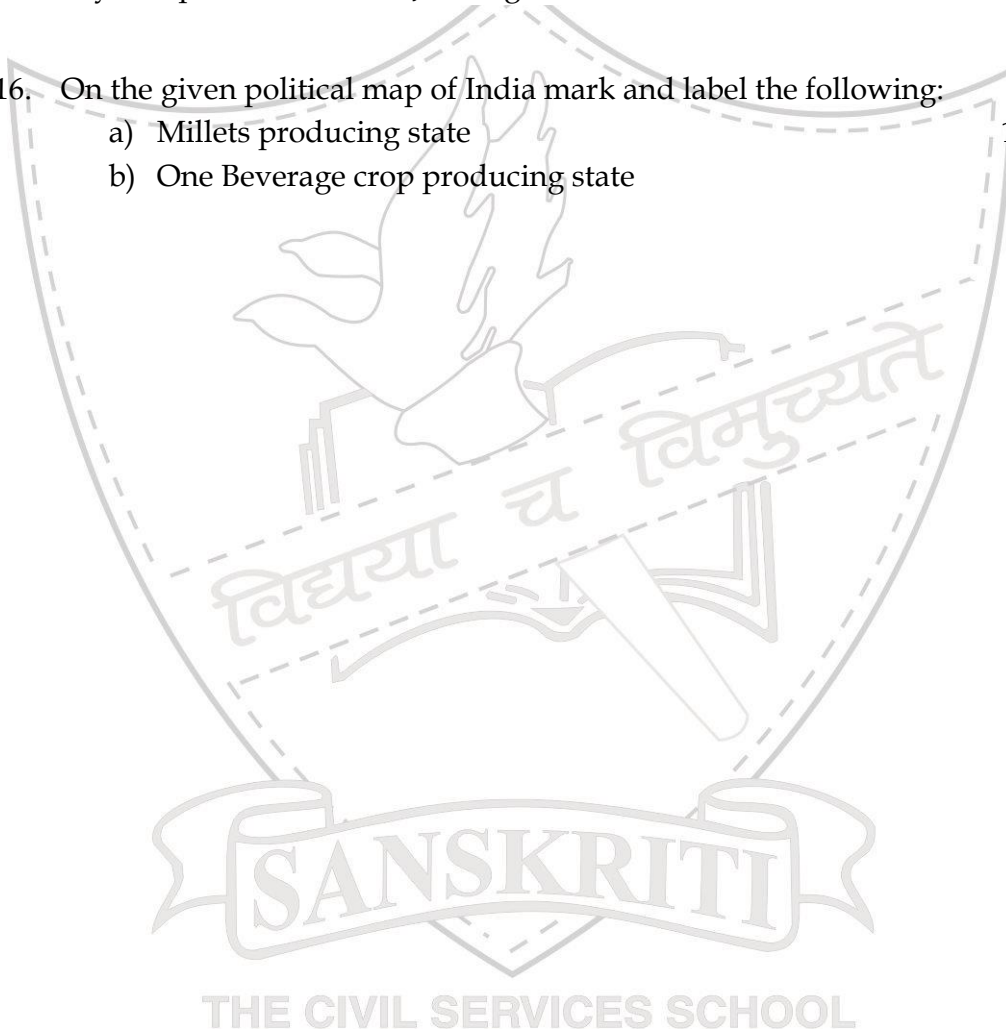 16. On the given political map of India mark and label the following:
a) Millets producing state
b) One Beverage crop producing state
विद्यया च विमुच्यते
SANSKRITI
THE CIVIL SERVICES SCHOOL